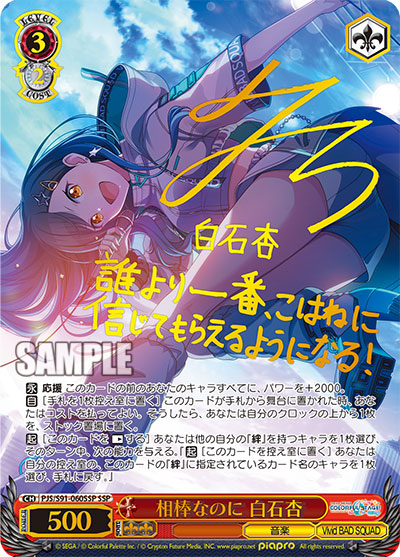 LEVEL
3
2
COST
BAD SQUAD
白石杏
誰より一番、こはねに
信じてもらえるようになる!
SAMPLE
永 応援 このカードの前のあなたのキャラすべてに、パワーを+2000。
自 [手札を1枚控え室に置く] このカードが手札から舞台に置かれた時、あな
たはコストを払ってよい。そうしたら、あなたは自分のクロックの上から1枚
を、ストック置場に置く。
起 [このカードを する] あなたは他の自分の「絆」を持つキャラを1枚選び、
そのターン中、次の能力を与える。『起 [このカードを控え室に置く] あなたは
自分の控え室の、このカードの「絆」に指定されているカード名のキャラを1枚
選び、手札に戻す。』
CH PJS/S91-060SSP SSP
POWER
500
SOUL
相棒なのに 白石杏
音楽
Vivid BAD SQUAD
COLORFUL STAGE!
© SEGA / © Colorful Palette Inc. / © Crypton Future Media, INC. www.piapro.net piapro